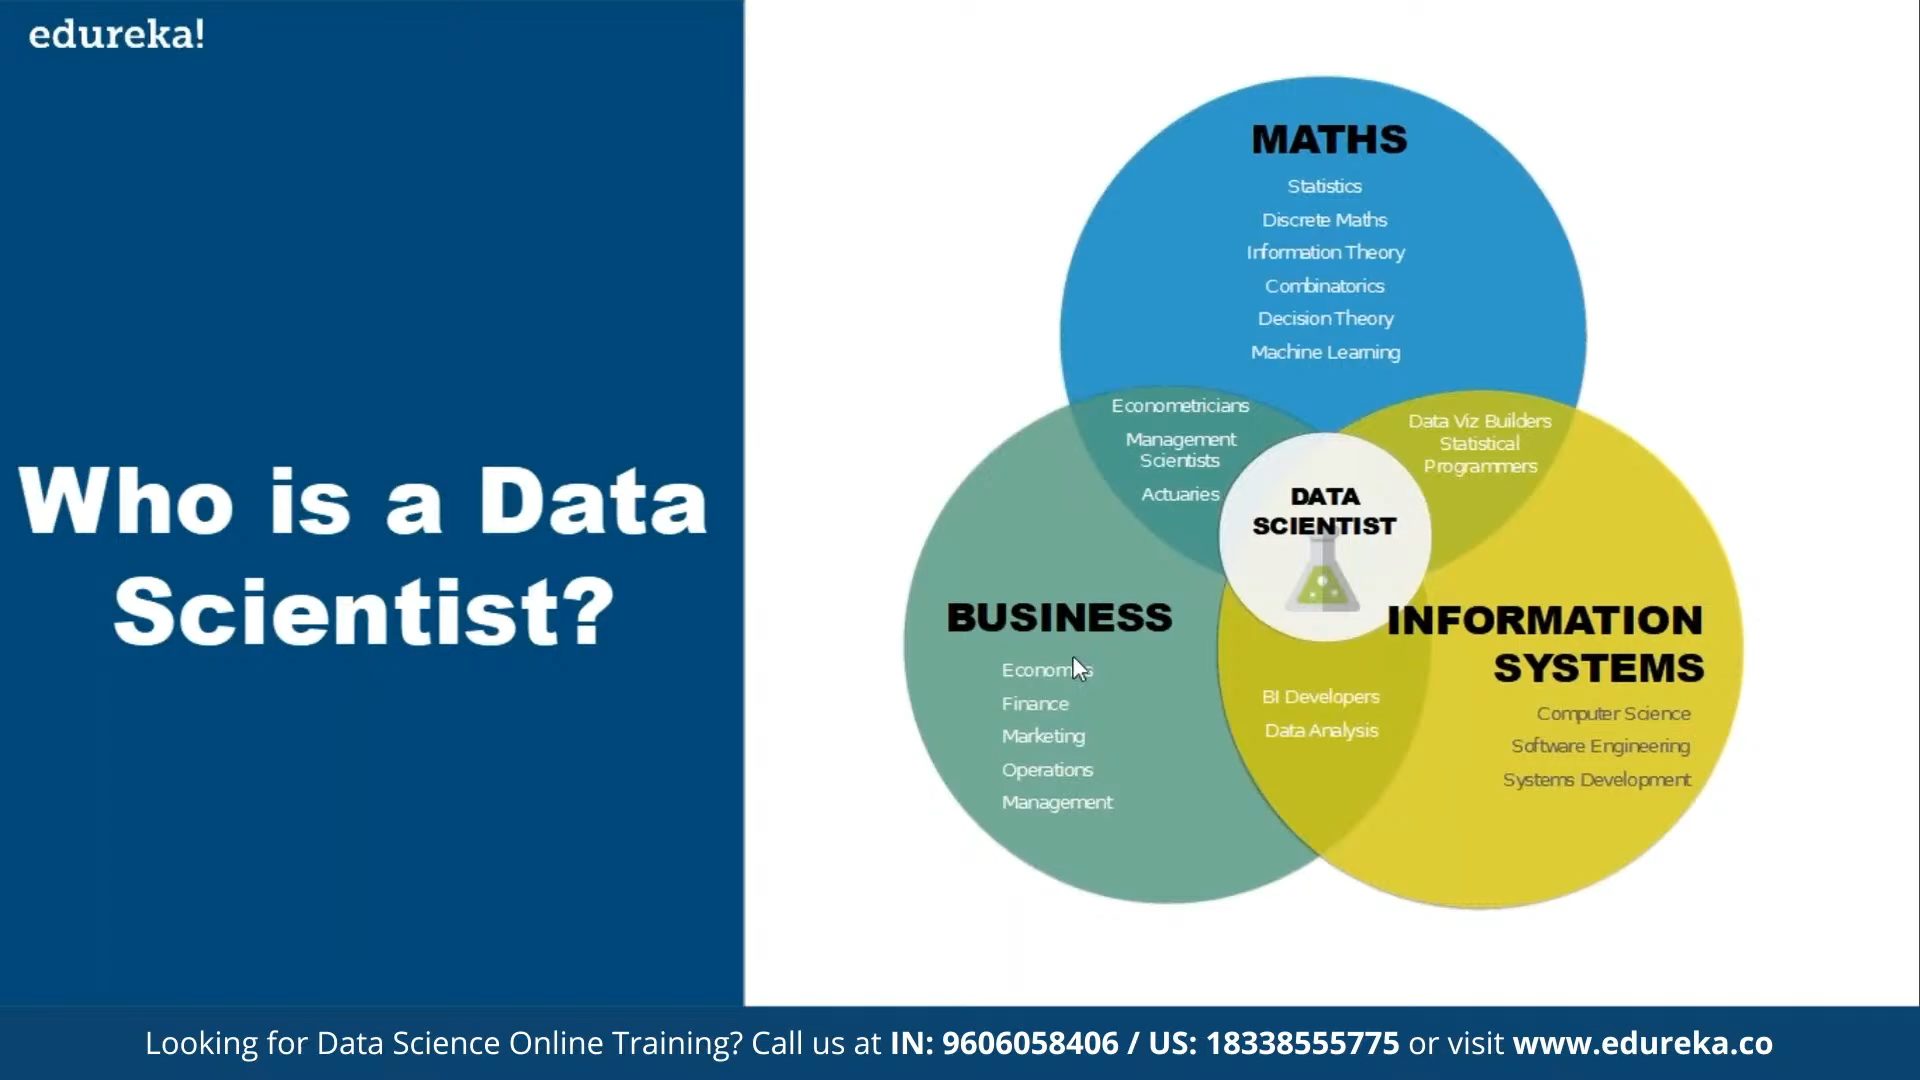 edureka!
Who is a Data
Scientist?
MATHS
Statistics
Discrete Maths
Information Theory
Combinatorics
Decision Theory
Machine Learning
Econometricians
Management
Scientists
Actuaries
Data Viz Builders
Statistical
Programmers
DATA
SCIENTIST
BUSINESS
Finance
Marketing
Operations
Management
BI Developers
Data Analysis
INFORMATION
SYSTEMS
Computer Science
Software Engineering
Systems Development
Looking for Data Science Online Training? Call us at IN: 9606058406 / US: 18338555775 or visit www.edureka.co